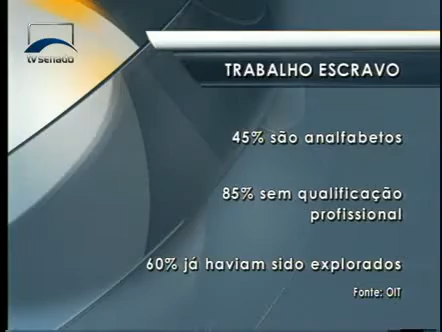 tv senado
TRABALHO ESCRAVO
45% são analfabetos
85% sem qualificação
profissional
60% já haviam sido explorados
Fonte: OIT